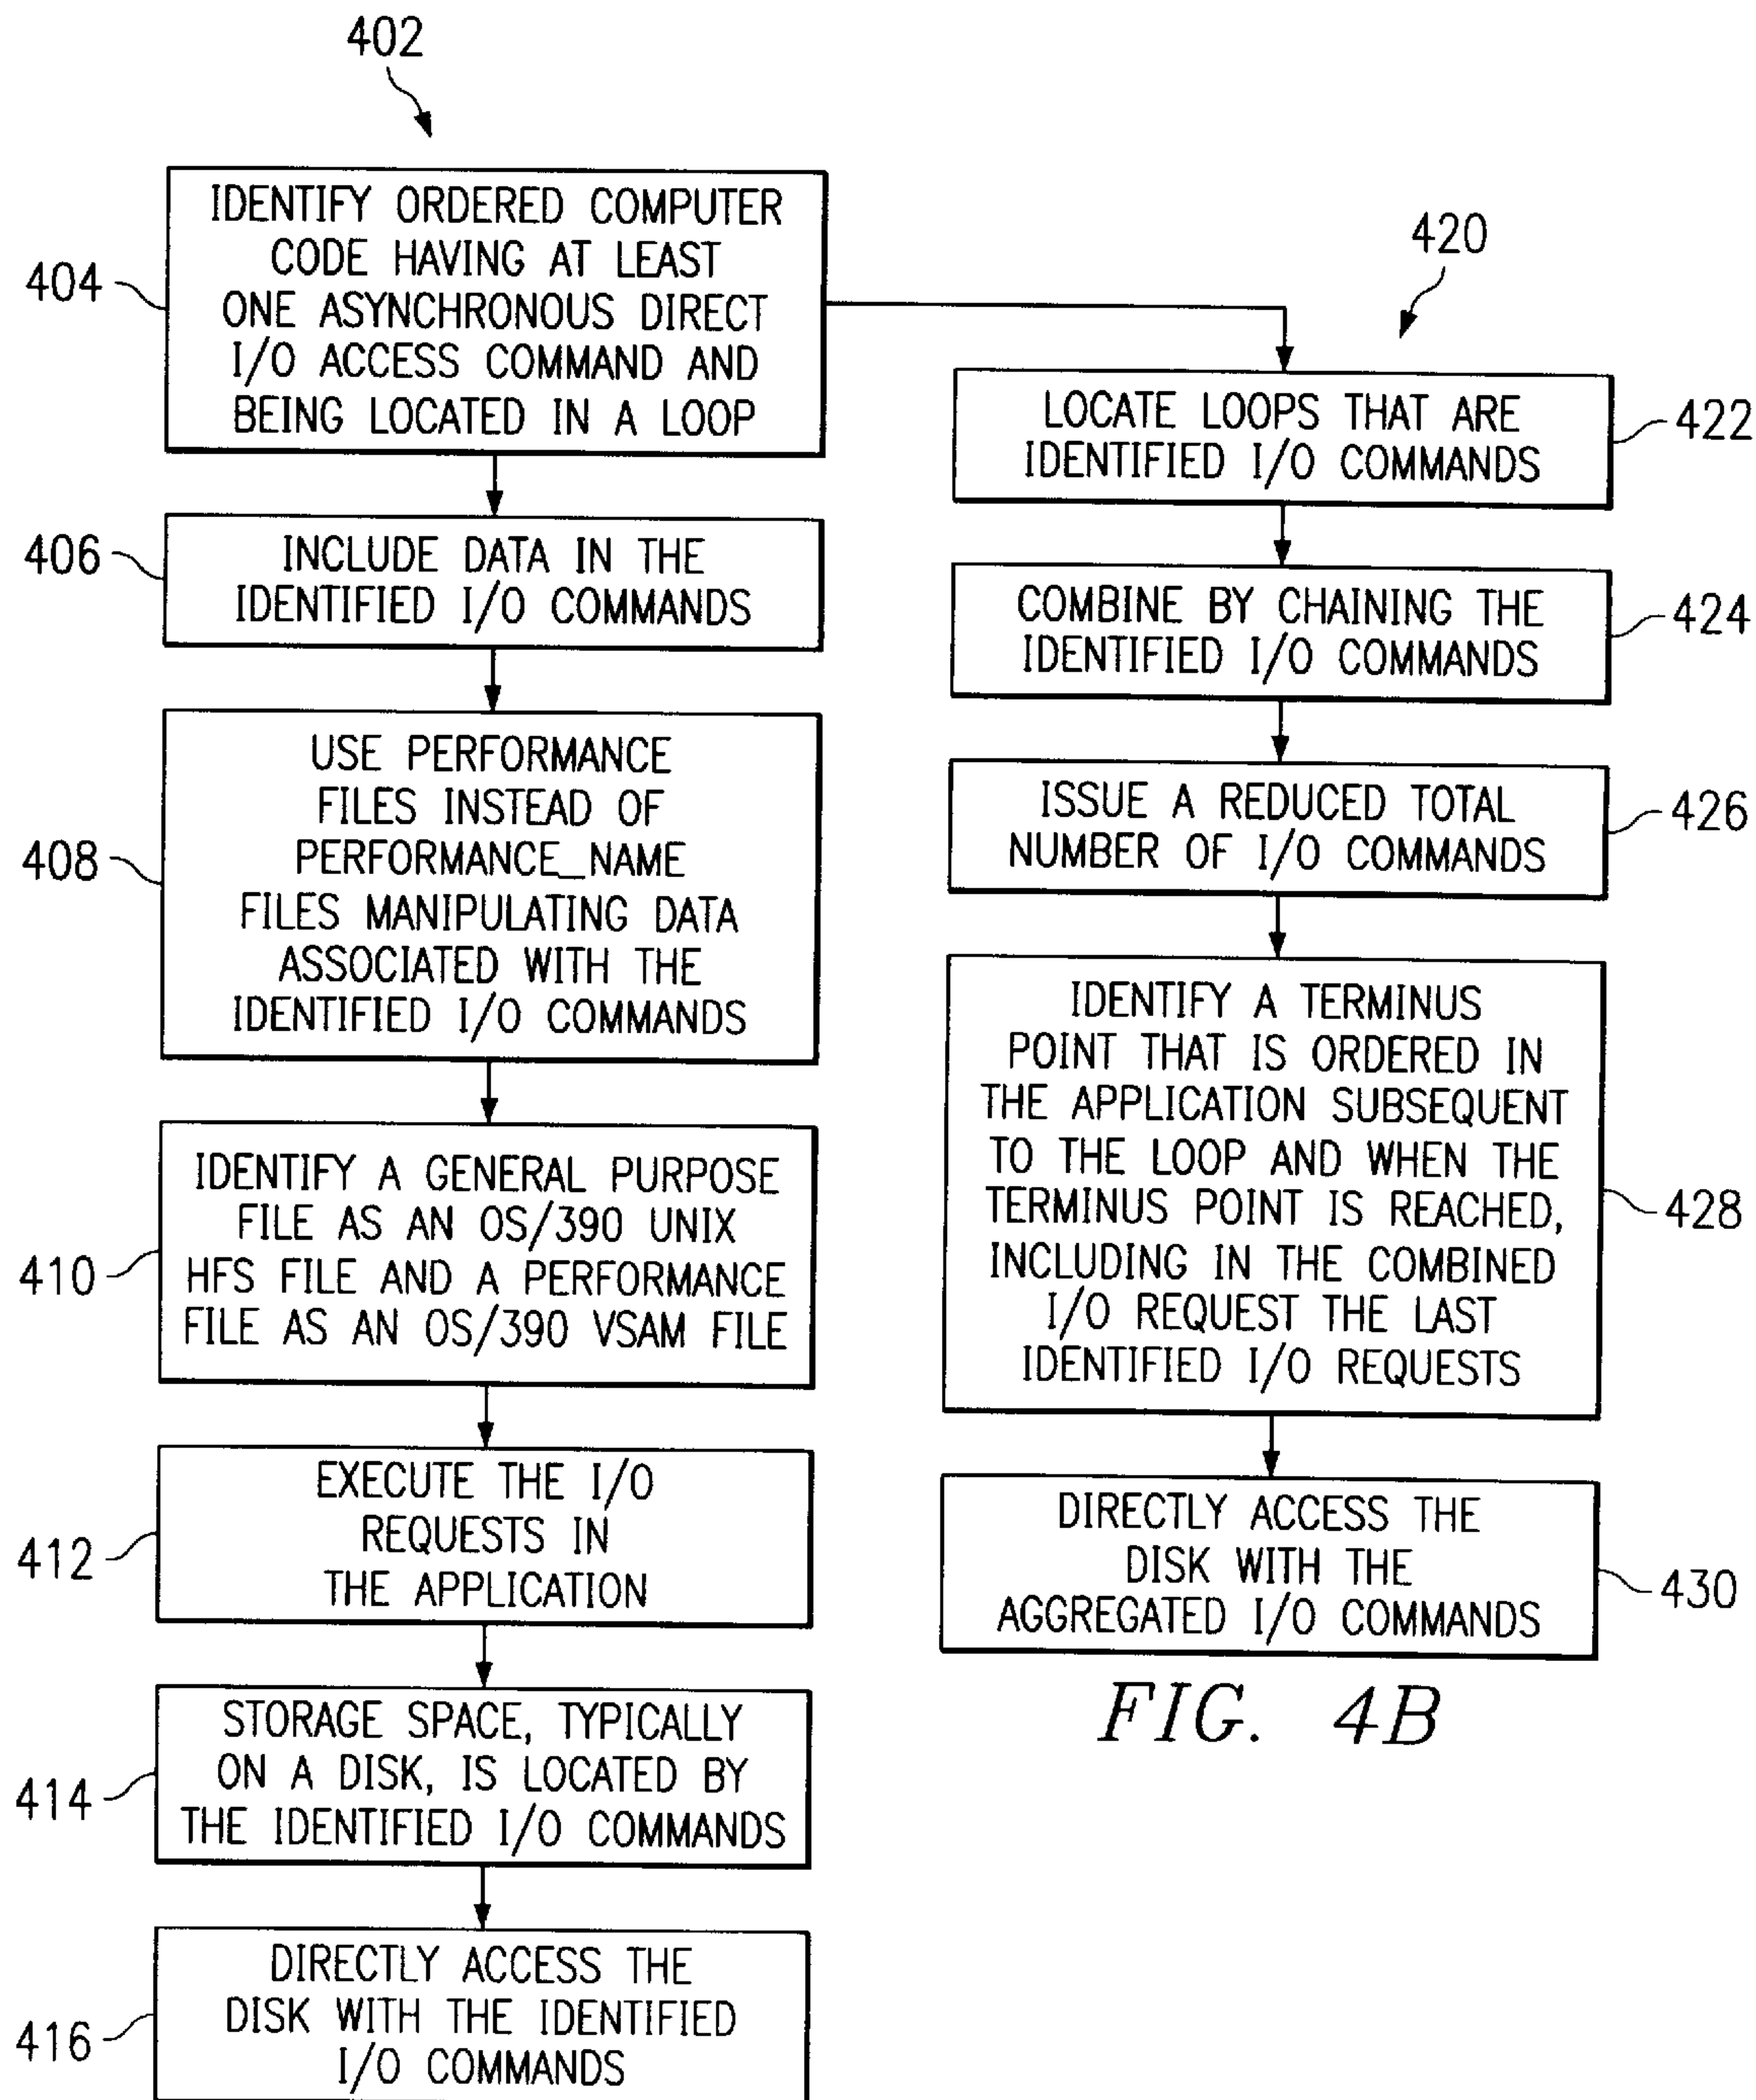 402
404
IDENTIFY ORDERED COMPUTER
CODE HAVING AT LEAST
ONE ASYNCHRONOUS DIRECT
I/O ACCESS COMMAND AND
BEING LOCATED IN A LOOP
406
INCLUDE DATA IN THE
IDENTIFIED I/O COMMANDS
408
USE PERFORMANCE
FILES INSTEAD OF
PERFORMANCE_NAME
FILES MANIPULATING DATA
ASSOCIATED WITH THE
IDENTIFIED I/O COMMANDS
410
IDENTIFY A GENERAL PURPOSE
FILE AS AN OS/390 UNIX
HFS FILE AND A PERFORMANCE
FILE AS AN OS/390 VSAM FILE
412
EXECUTE THE I/O
REQUESTS IN
THE APPLICATION
414
STORAGE SPACE, TYPICALLY
ON A DISK, IS LOCATED BY
THE IDENTIFIED I/O COMMANDS
416
DIRECTLY ACCESS THE
DISK WITH THE IDENTIFIED
I/O COMMANDS
420
LOCATE LOOPS THAT ARE
IDENTIFIED I/O COMMANDS
422
COMBINE BY CHAINING THE
IDENTIFIED I/O COMMANDS
424
ISSUE A REDUCED TOTAL
NUMBER OF I/O COMMANDS
426
IDENTIFY A TERMINUS
POINT THAT IS ORDERED IN
THE APPLICATION SUBSEQUENT
TO THE LOOP AND WHEN THE
TERMINUS POINT IS REACHED,
INCLUDING IN THE COMBINED
I/O REQUEST THE LAST
IDENTIFIED I/O REQUESTS
428
DIRECTLY ACCESS THE
DISK WITH THE
AGGREGATED I/O COMMANDS
430
FIG. 4B